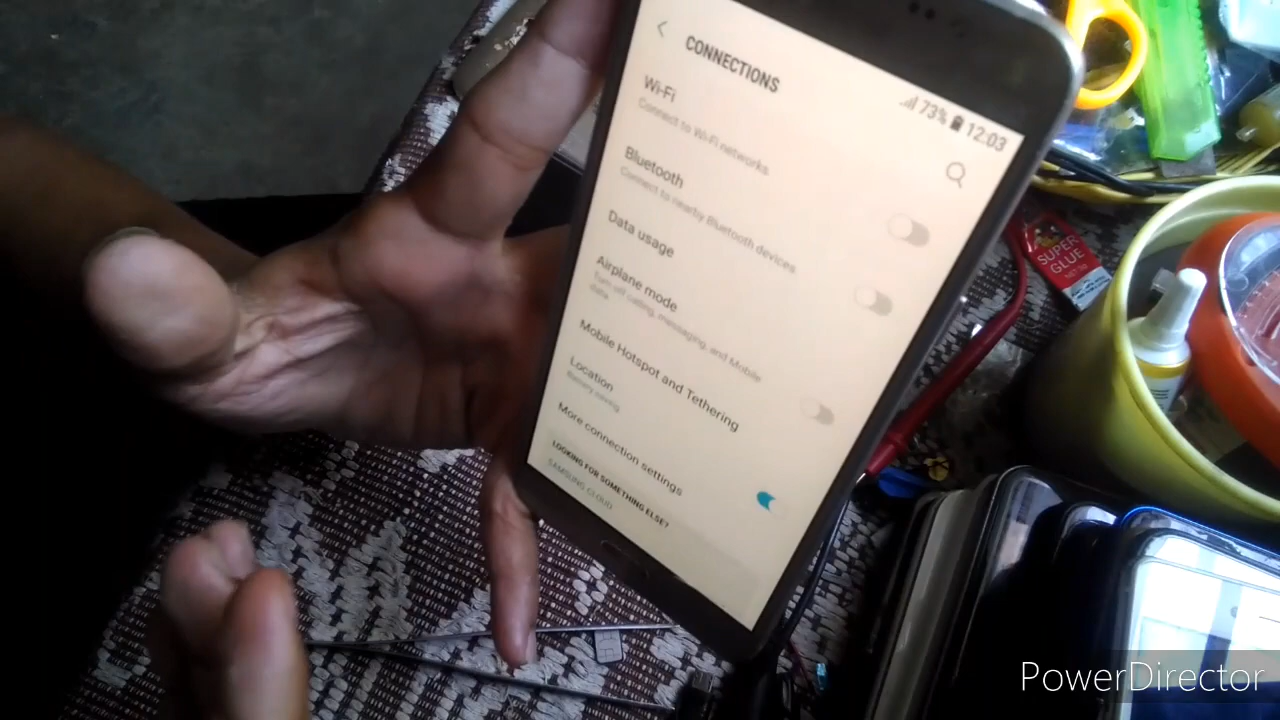 73% 12:03
CONNECTIONS
Wi-Fi
Connect to Wi-Fi networks
Bluetooth
Connect to nearby Bluetooth devices
Data usage
Airplane mode
Turn off calling, messaging, and Mobile
data.
Mobile Hotspot and Tethering
Location
Battery saving
More connection settings
LOOKING FOR SOMETHING ELSE?
SAMSUNG CLOUD
SUPER
GLUE
PowerDirector